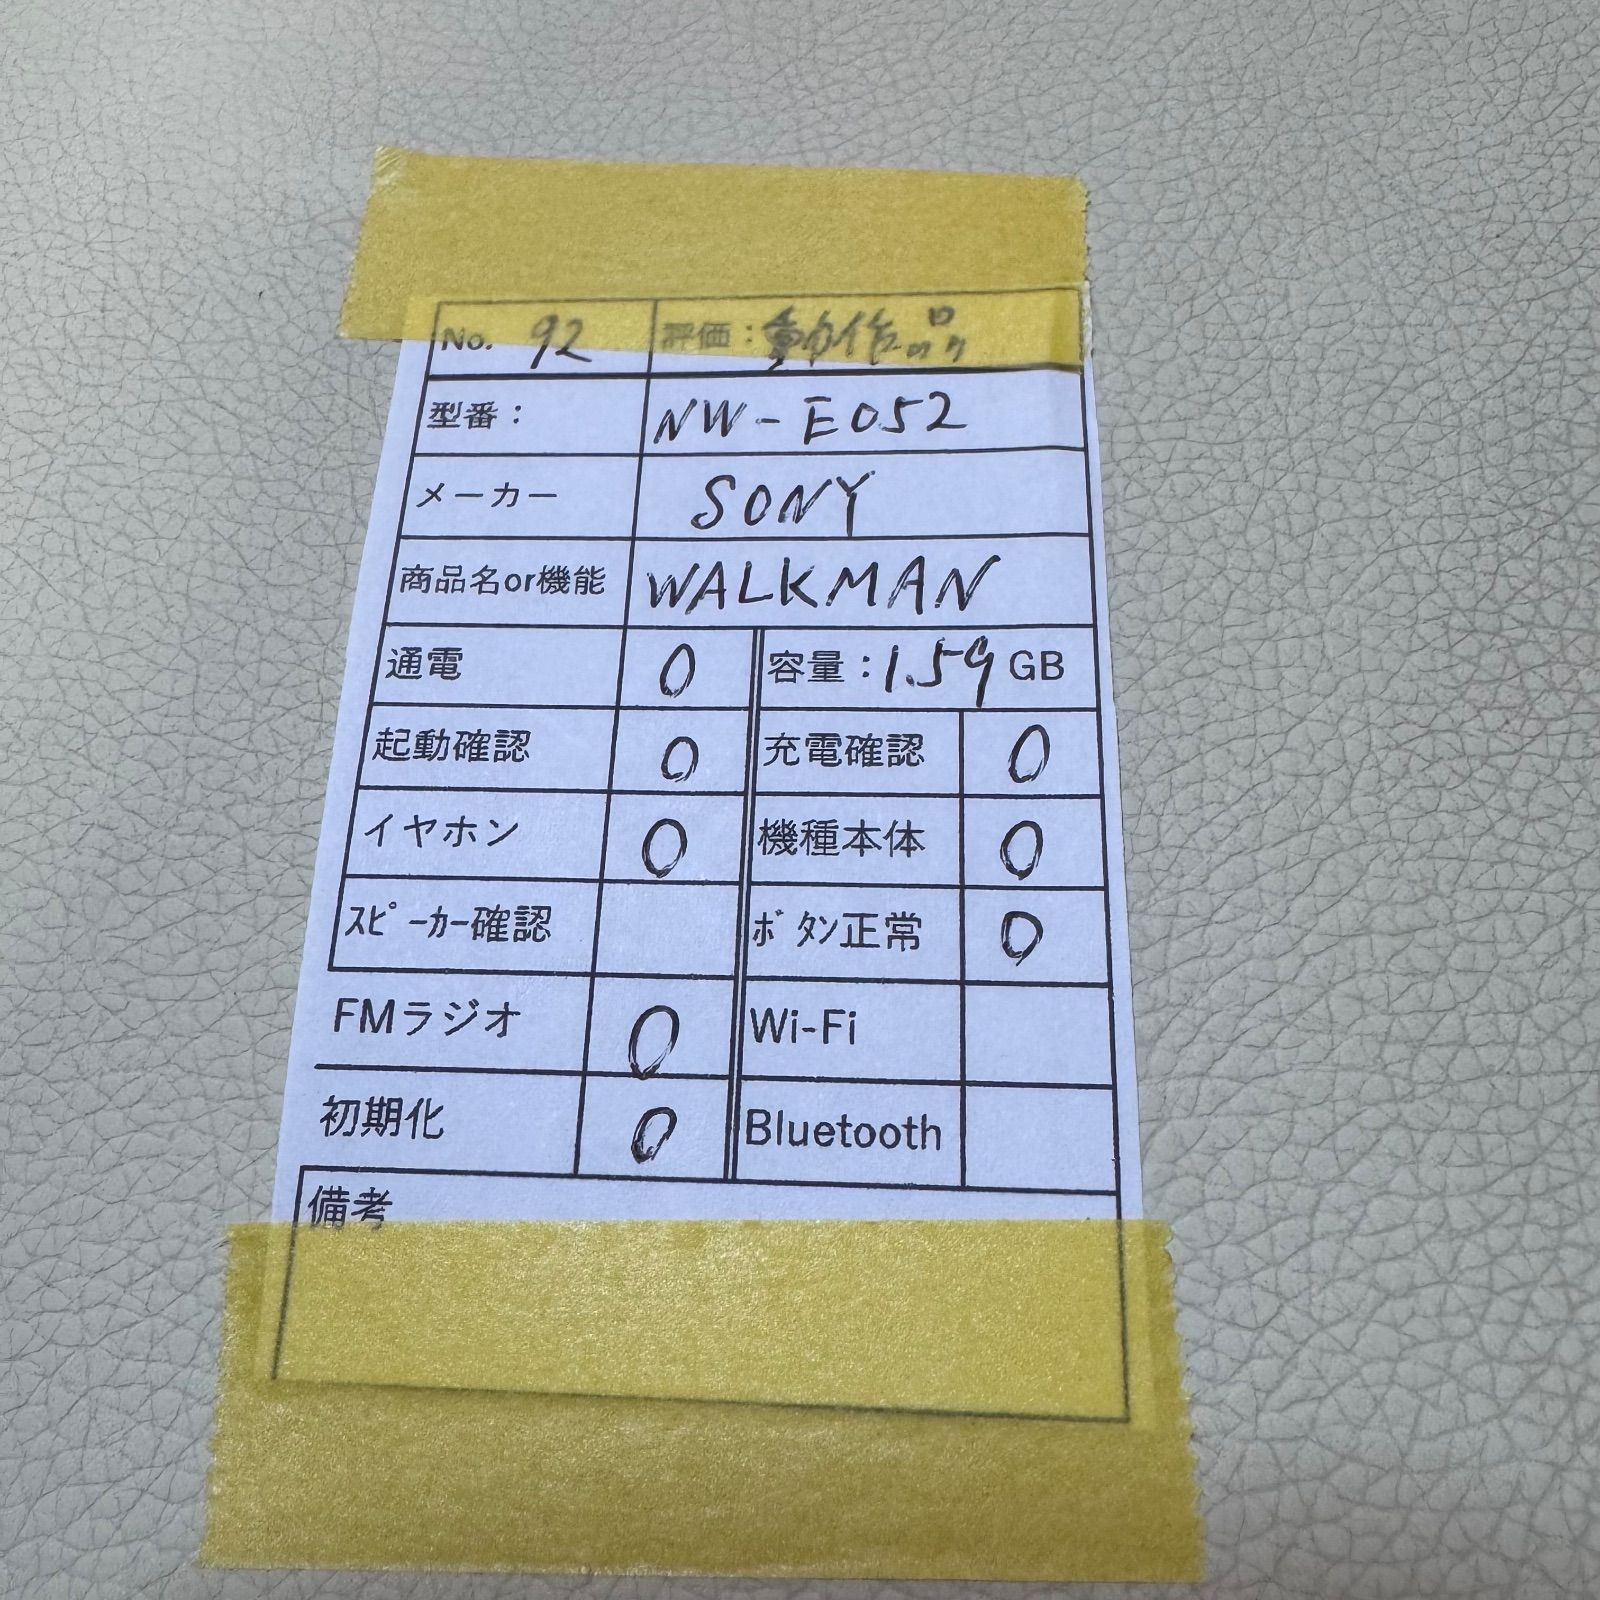 No. 92 評価：動作品
型番： NW-E052
メーカー SONY
商品名or機能 WALKMAN
通電 0 容量：1.59 GB
起動確認 0 充電確認 0
イヤホン 0 機種本体 0
ｽﾋﾟｰｶｰ確認 ﾎﾞﾀﾝ正常 0
FMラジオ 0 Wi-Fi
初期化 0 Bluetooth
備考